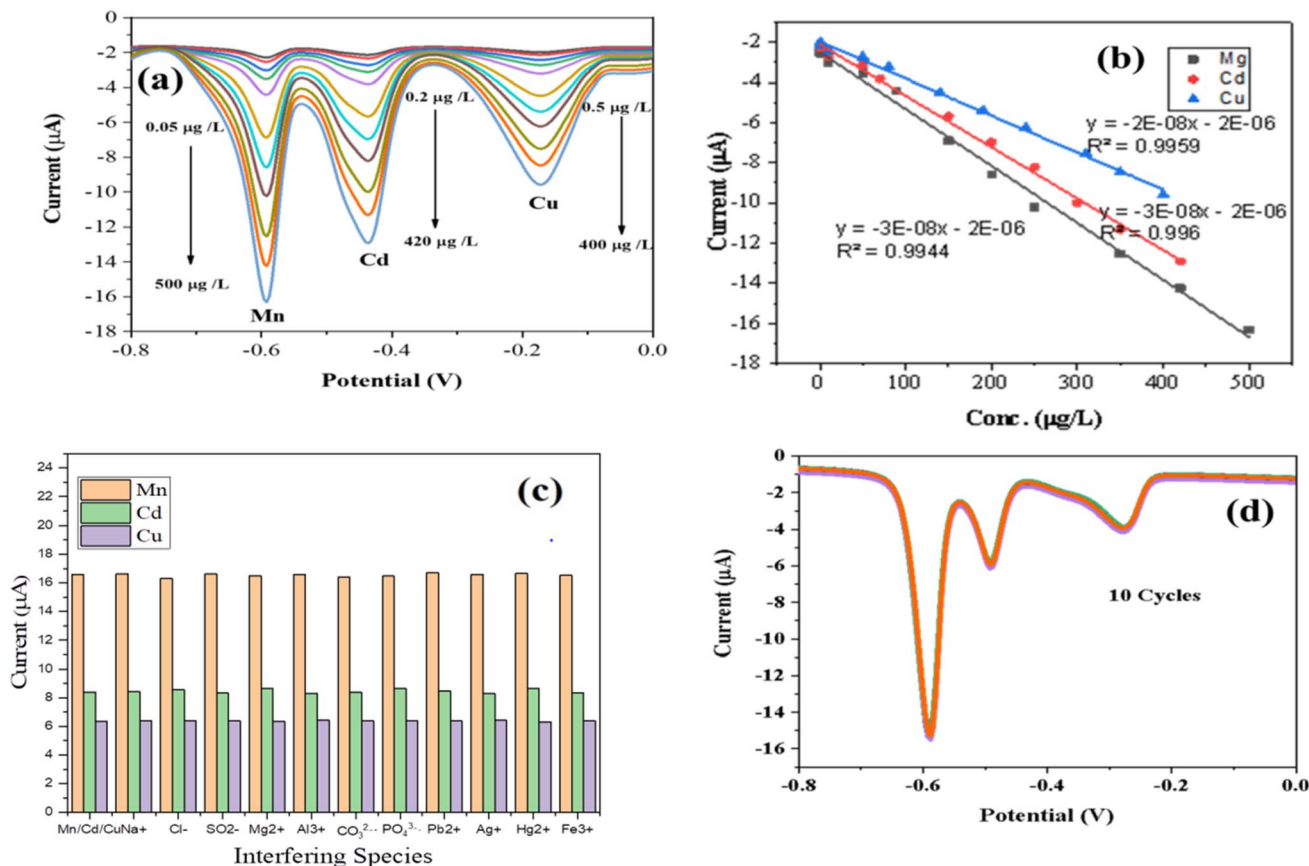 (a)
0
-2
-4
-6
-8
-10
-12
-14
-16
-18
Current (μA)
0.05 μg /L
500 μg /L
0.2 μg /L
420 μg /L
0.5 μg /L
400 μg /L
Mn
Cd
Cu
-0.8
-0.6
-0.4
-0.2
0.0
Potential (V)
(b)
Mg
Cd
Cu
-2
-4
-6
-8
-10
-12
-14
-16
-18
Current (μA)
y = -2E-08x - 2E-06
R² = 0.9959
y = -3E-08x - 2E-06
R² = 0.996
y = -3E-08x - 2E-06
R² = 0.9944
0
100
200
300
400
500
Conc. (μg/L)
(c)
Mn
Cd
Cu
24
22
20
18
16
14
12
10
8
6
4
2
0
Current (μA)
Mn/Cd/Cu
Na+
Cl-
SO2-
Mg2+
Al3+
CO₃²⁻·
PO₄³⁻·
Pb2+
Ag+
Hg2+
Fe3+
Interfering Species
(d)
0
-2
-4
-6
-8
-10
-12
-14
-16
Current (μA)
10 Cycles
-0.8
-0.6
-0.4
-0.2
0.0
Potential (V)